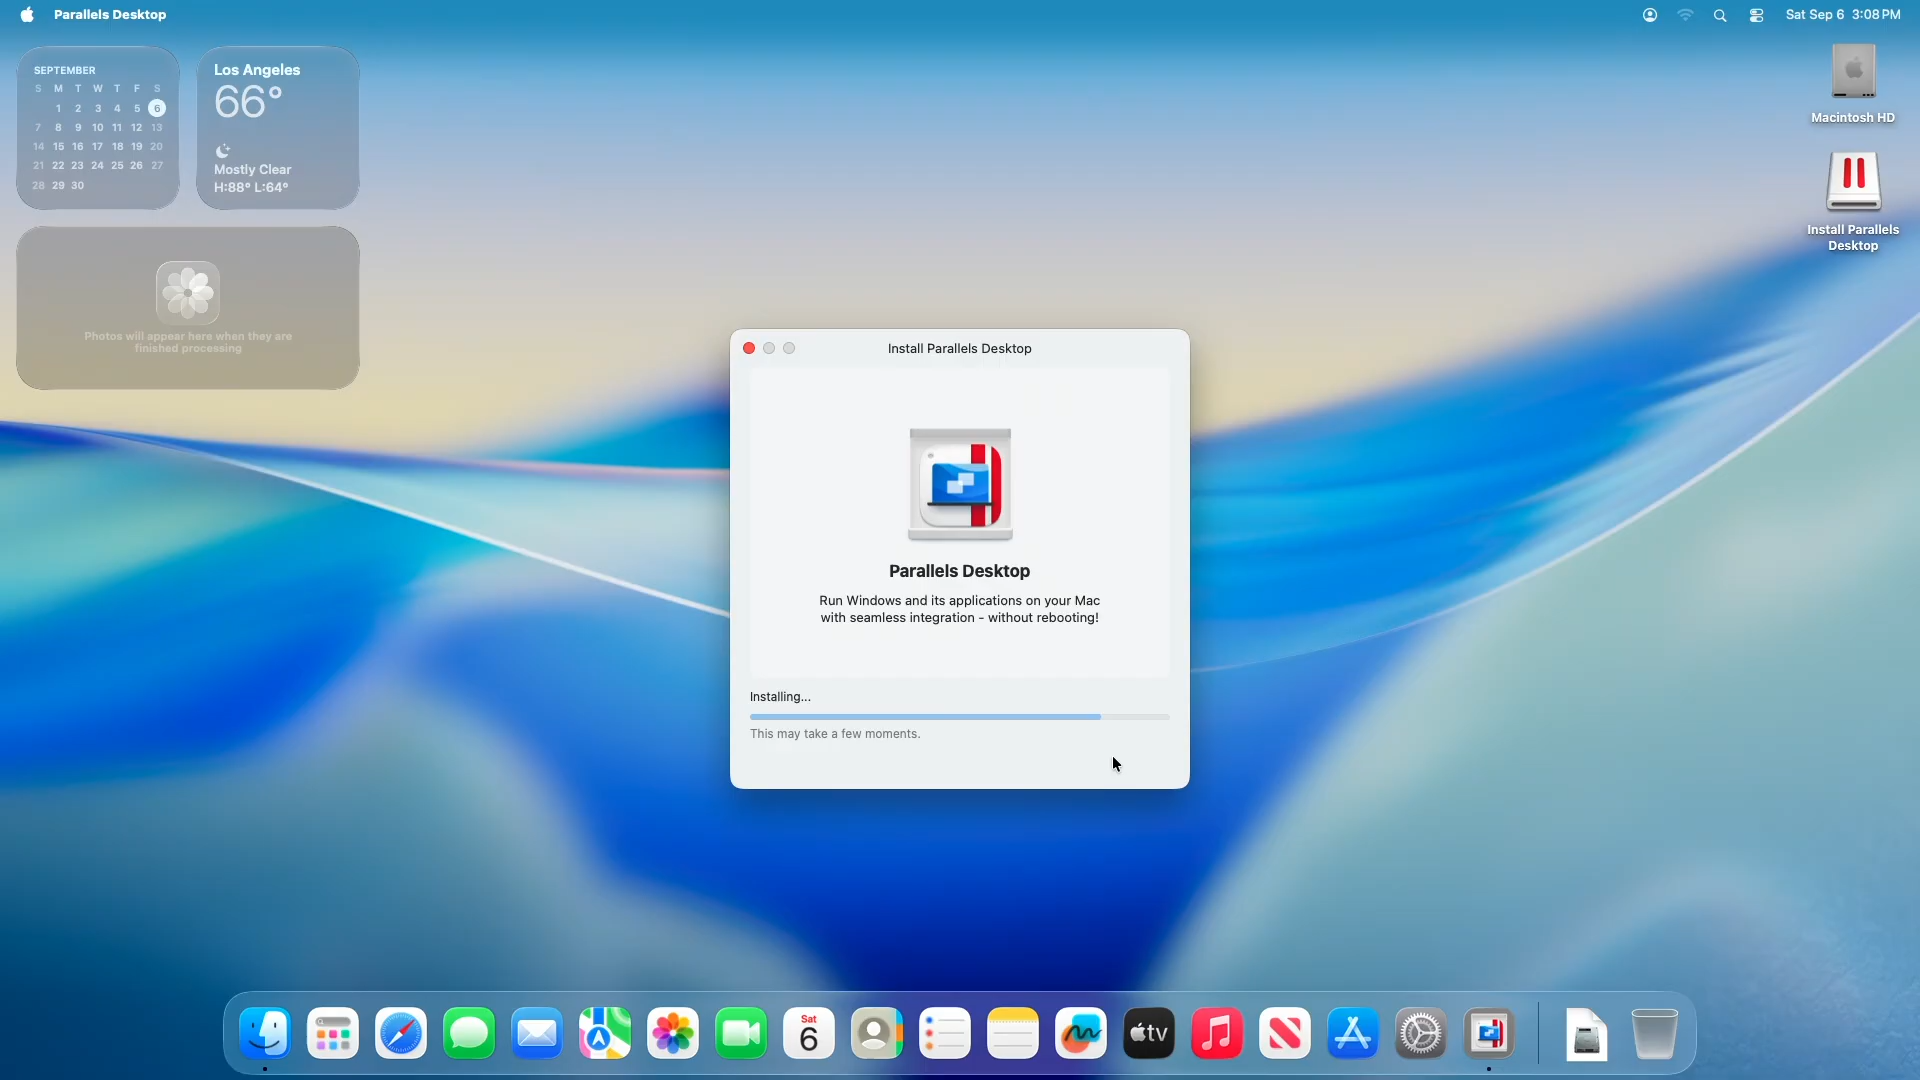 Parallels Desktop
Sat Sep 6 3:08 PM
SEPTEMBER
S M T W T F S
1 2 3 4 5 6
7 8 9 10 11 12 13
14 15 16 17 18 19 20
21 22 23 24 25 26 27
28 29 30
Los Angeles
66°
Mostly Clear
H:88° L:64°
Photos will appear here when they are
finished processing
Macintosh HD
Install Parallels
Desktop
Install Parallels Desktop
Parallels Desktop
Run Windows and its applications on your Mac
with seamless integration - without rebooting!
Installing...
This may take a few moments.
Sat
6
tv